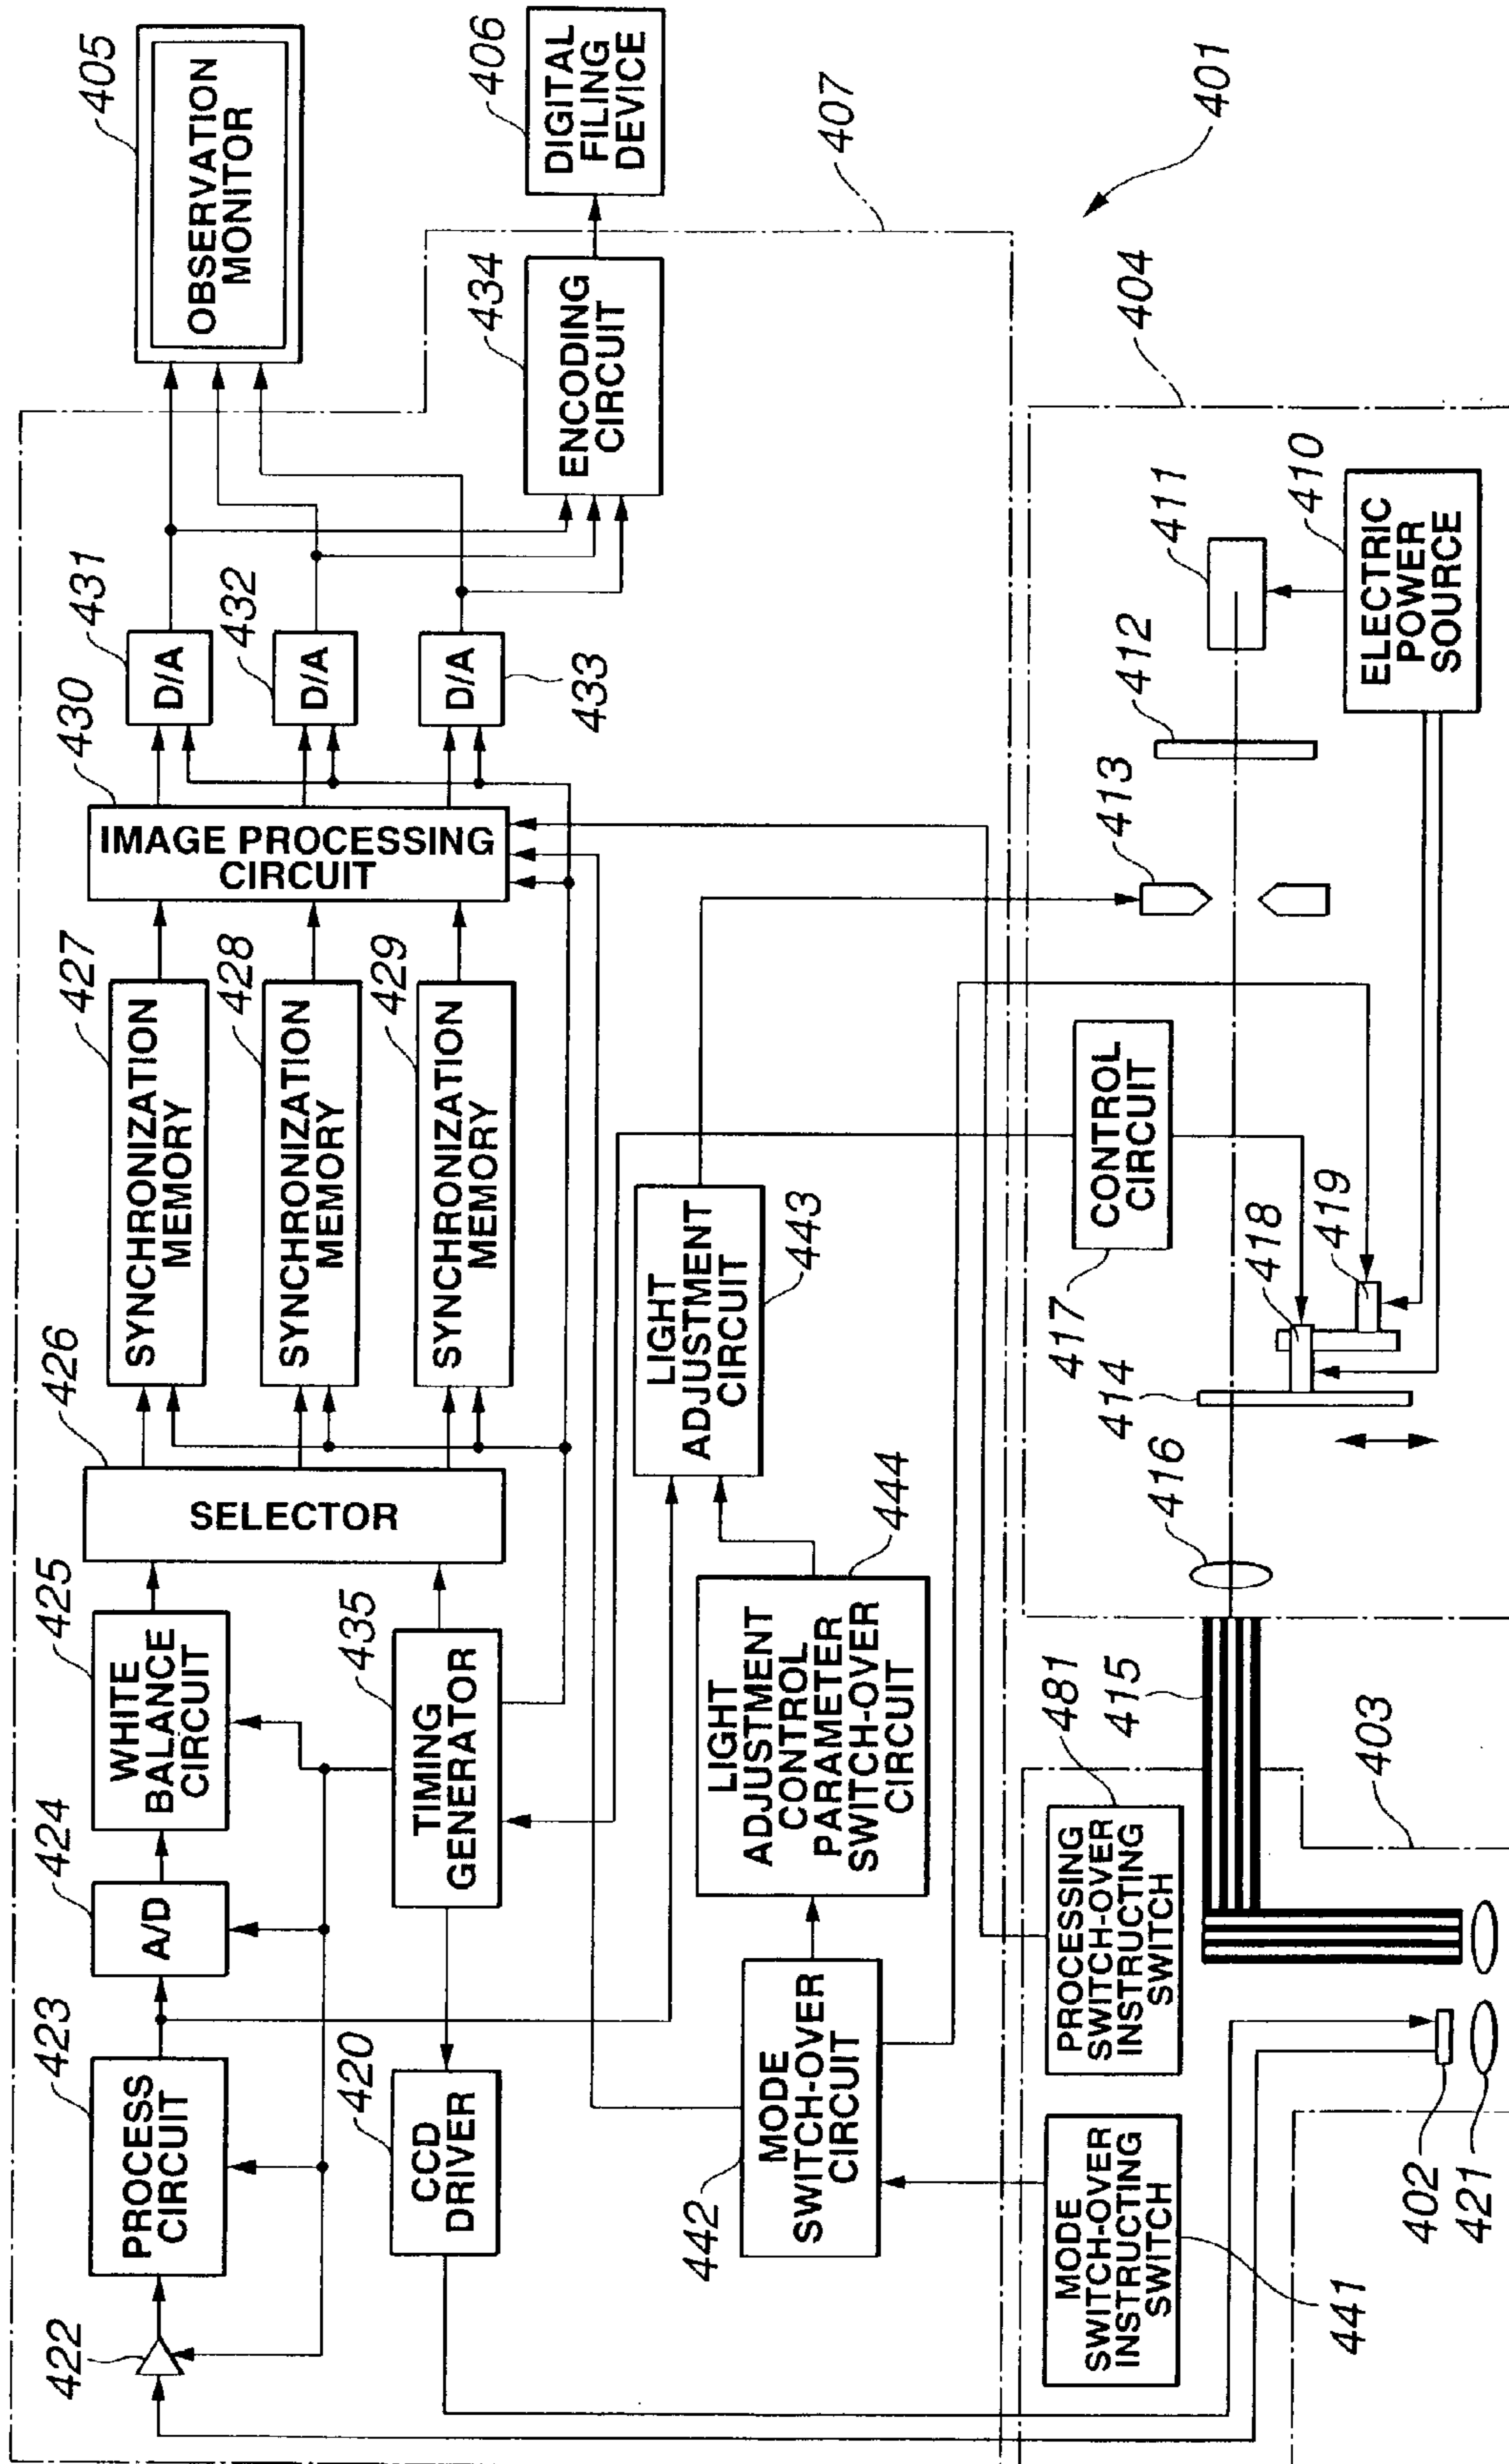 422
423
PROCESS
CIRCUIT
424
A/D
425
WHITE
BALANCE
CIRCUIT
426
SELECTOR
427
SYNCHRONIZATION
MEMORY
428
SYNCHRONIZATION
MEMORY
429
SYNCHRONIZATION
MEMORY
430
IMAGE PROCESSING
CIRCUIT
431
D/A
432
D/A
433
D/A
405
OBSERVATION
MONITOR
406
DIGITAL
FILING
DEVICE
434
ENCODING
CIRCUIT
407
420
CCD
DRIVER
435
TIMING
GENERATOR
442
MODE
SWITCH-OVER
CIRCUIT
444
LIGHT
ADJUSTMENT
CONTROL
PARAMETER
SWITCH-OVER
CIRCUIT
443
LIGHT
ADJUSTMENT
CIRCUIT
401
441
MODE
SWITCH-OVER
INSTRUCTING
SWITCH
481
PROCESSING
SWITCH-OVER
INSTRUCTING
SWITCH
415
403
402
421
416
414
417
CONTROL
CIRCUIT
418
419
413
412
411
410
ELECTRIC
POWER
SOURCE
404